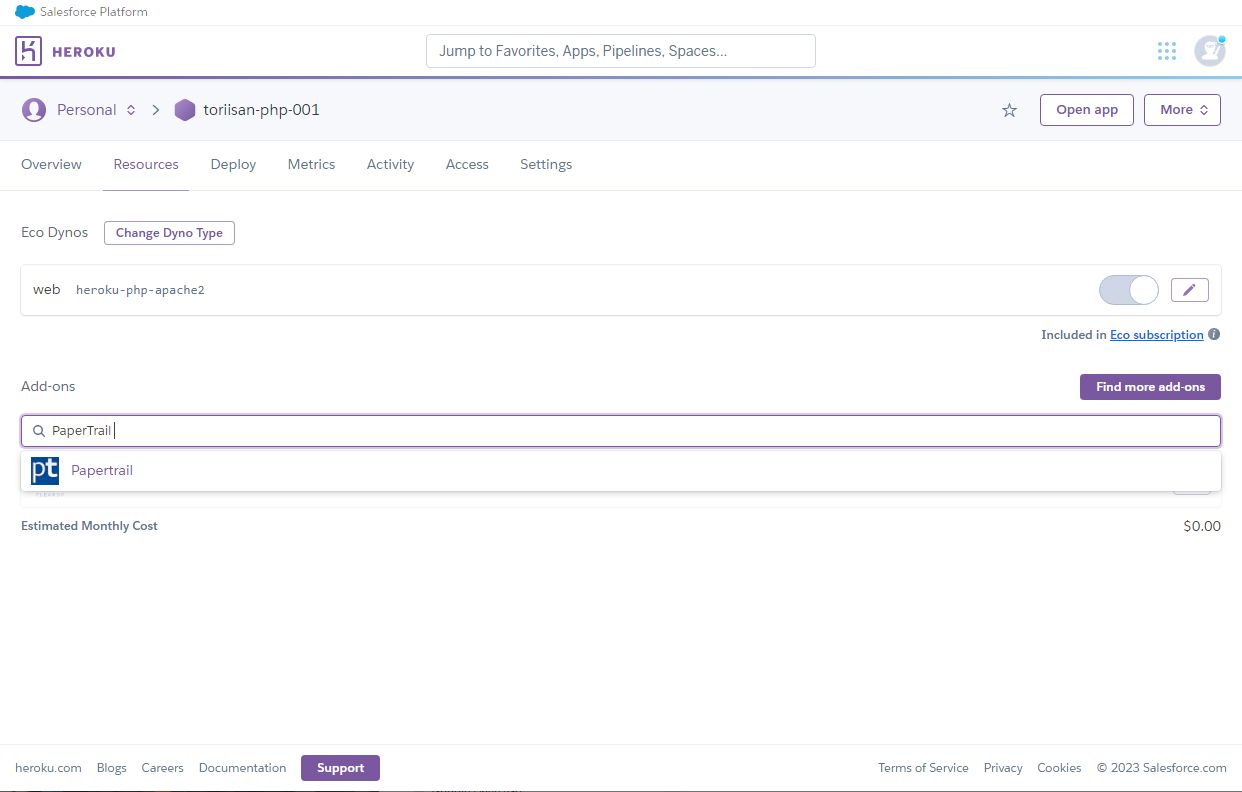 Salesforce Platform
HEROKU
Jump to Favorites, Apps, Pipelines, Spaces...
Personal toriisan-php-001 Open app More
Overview Resources Deploy Metrics Activity Access Settings
Eco Dynos Change Dyno Type
web heroku-php-apache2
Included in Eco subscription i
Add-ons Find more add-ons
PaperTrail
pt Papertrail
Estimated Monthly Cost $0.00
heroku.com Blogs Careers Documentation Support Terms of Service Privacy Cookies © 2023 Salesforce.com